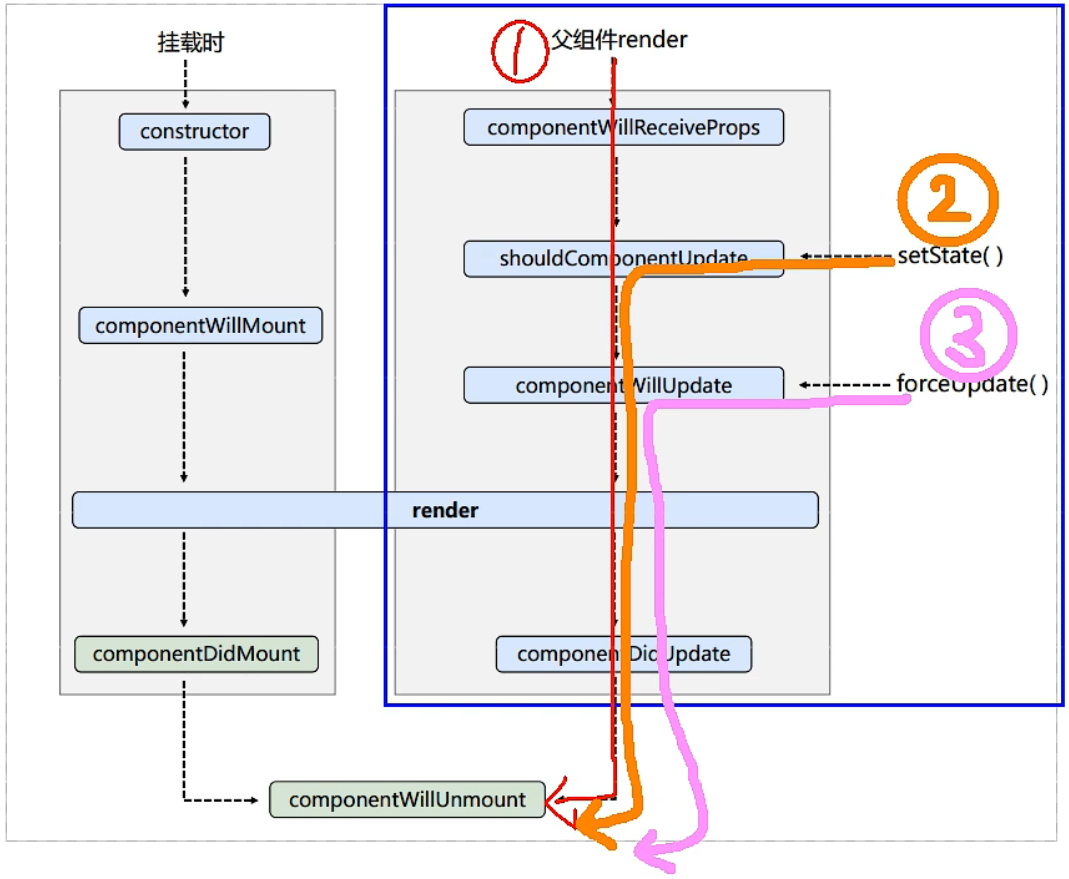 挂载时
constructor
componentWillMount
render
componentDidMount
componentWillUnmount
① 父组件render
componentWillReceiveProps
shouldComponentUpdate
componentWillUpdate
componentDidUpdate
②
setState( )
③
forceUpdate( )